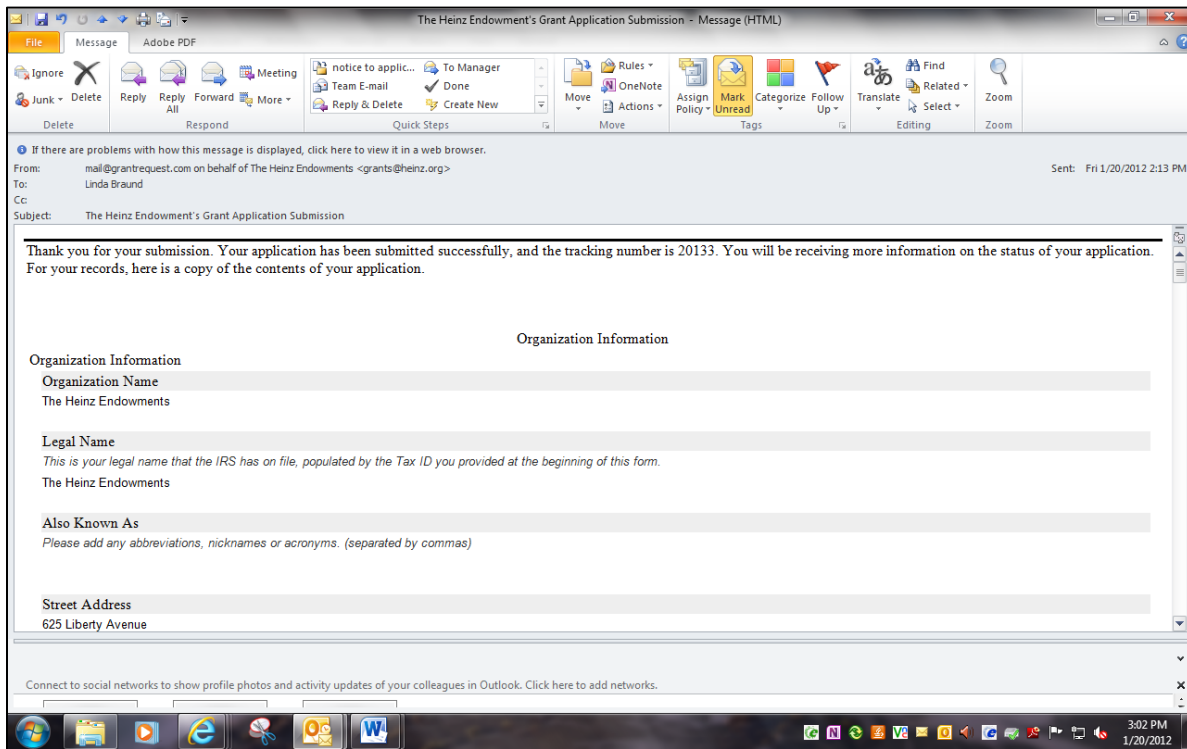 The Heinz Endowment's Grant Application Submission - Message (HTML)
File Message Adobe PDF
Ignore
Junk
Delete
Reply
Reply All
Forward
Meeting
More
notice to applic...
Team E-mail
Reply & Delete
To Manager
Done
Create New
Move
Rules
OneNote
Actions
Assign Policy
Mark Unread
Categorize
Follow Up
Translate
Find
Related
Select
Zoom
Delete Respond Quick Steps Move Tags Editing Zoom
If there are problems with how this message is displayed, click here to view it in a web browser.
From: mail@grantrequest.com on behalf of The Heinz Endowments <grants@heinz.org> Sent: Fri 1/20/2012 2:13 PM
To: Linda Braund
Cc:
Subject: The Heinz Endowment's Grant Application Submission
Thank you for your submission. Your application has been submitted successfully, and the tracking number is 20133. You will be receiving more information on the status of your application.
For your records, here is a copy of the contents of your application.
Organization Information
Organization Information
Organization Name
The Heinz Endowments
Legal Name
This is your legal name that the IRS has on file, populated by the Tax ID you provided at the beginning of this form.
The Heinz Endowments
Also Known As
Please add any abbreviations, nicknames or acronyms. (separated by commas)
Street Address
625 Liberty Avenue
Connect to social networks to show profile photos and activity updates of your colleagues in Outlook. Click here to add networks.
3:02 PM
1/20/2012